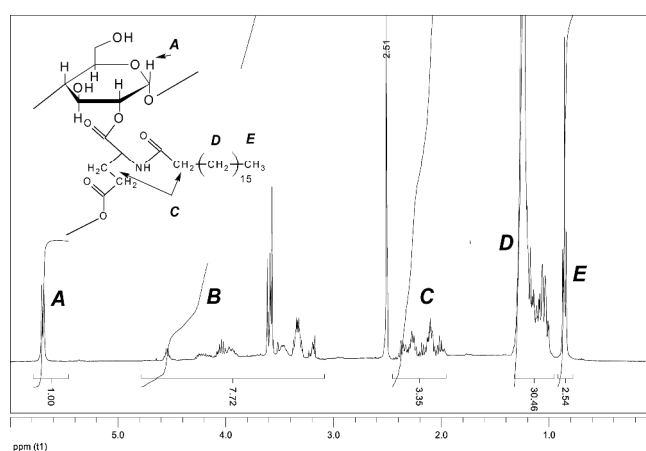 OH
A
H
O
H
H
OH
H
H
O
O
D
E
O
O
H₂C
NH
CH₂
(CH₂)
CH₃
15
CH₂
O
O
C
2.51
A
B
C
D
E
1.00
7.72
3.35
30.46
2.54
5.0
4.0
3.0
2.0
1.0
ppm (t1)